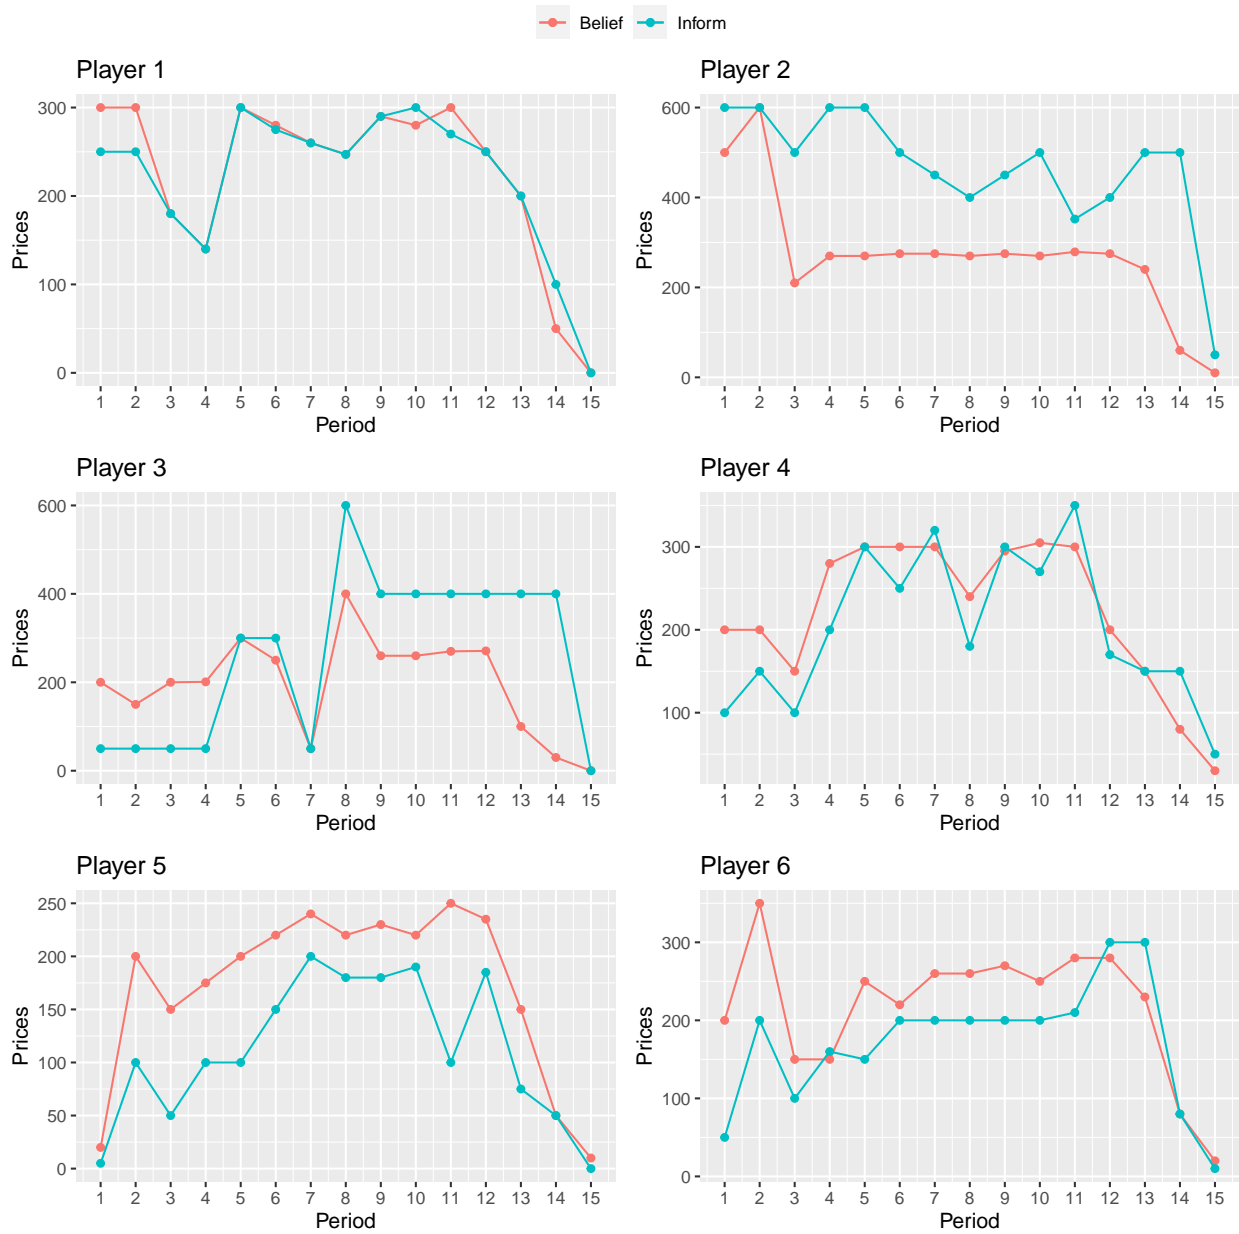 Belief Inform
Player 1
Prices
300
200
100
0
1 2 3 4 5 6 7 8 9 10 11 12 13 14 15
Period
Player 2
Prices
600
400
200
0
1 2 3 4 5 6 7 8 9 10 11 12 13 14 15
Period
Player 3
Prices
600
400
200
0
1 2 3 4 5 6 7 8 9 10 11 12 13 14 15
Period
Player 4
Prices
300
200
100
1 2 3 4 5 6 7 8 9 10 11 12 13 14 15
Period
Player 5
Prices
250
200
150
100
50
0
1 2 3 4 5 6 7 8 9 10 11 12 13 14 15
Period
Player 6
Prices
300
200
100
0
1 2 3 4 5 6 7 8 9 10 11 12 13 14 15
Period